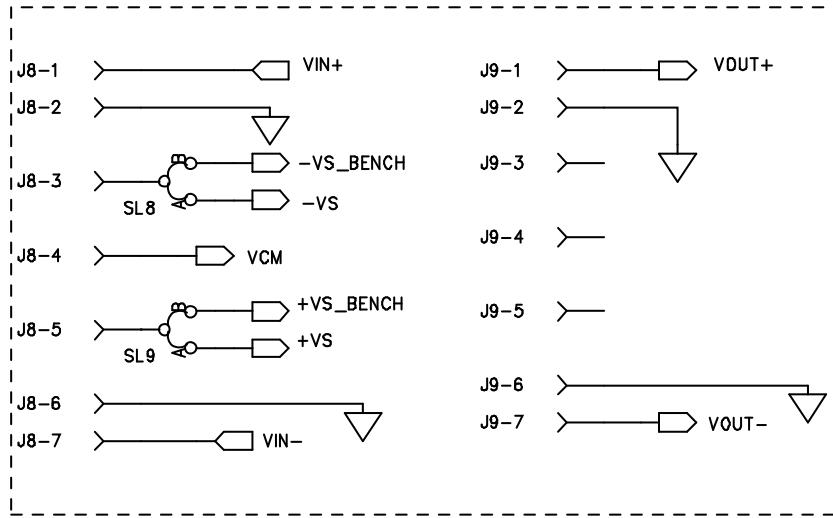 J8-1
VIN+
J8-2
J8-3
B
-VS_BENCH
A
-VS
SL8
J8-4
VCM
J8-5
B
+VS_BENCH
A
+VS
SL9
J8-6
J8-7
VIN-
J9-1
VOUT+
J9-2
J9-3
J9-4
J9-5
J9-6
J9-7
VOUT-